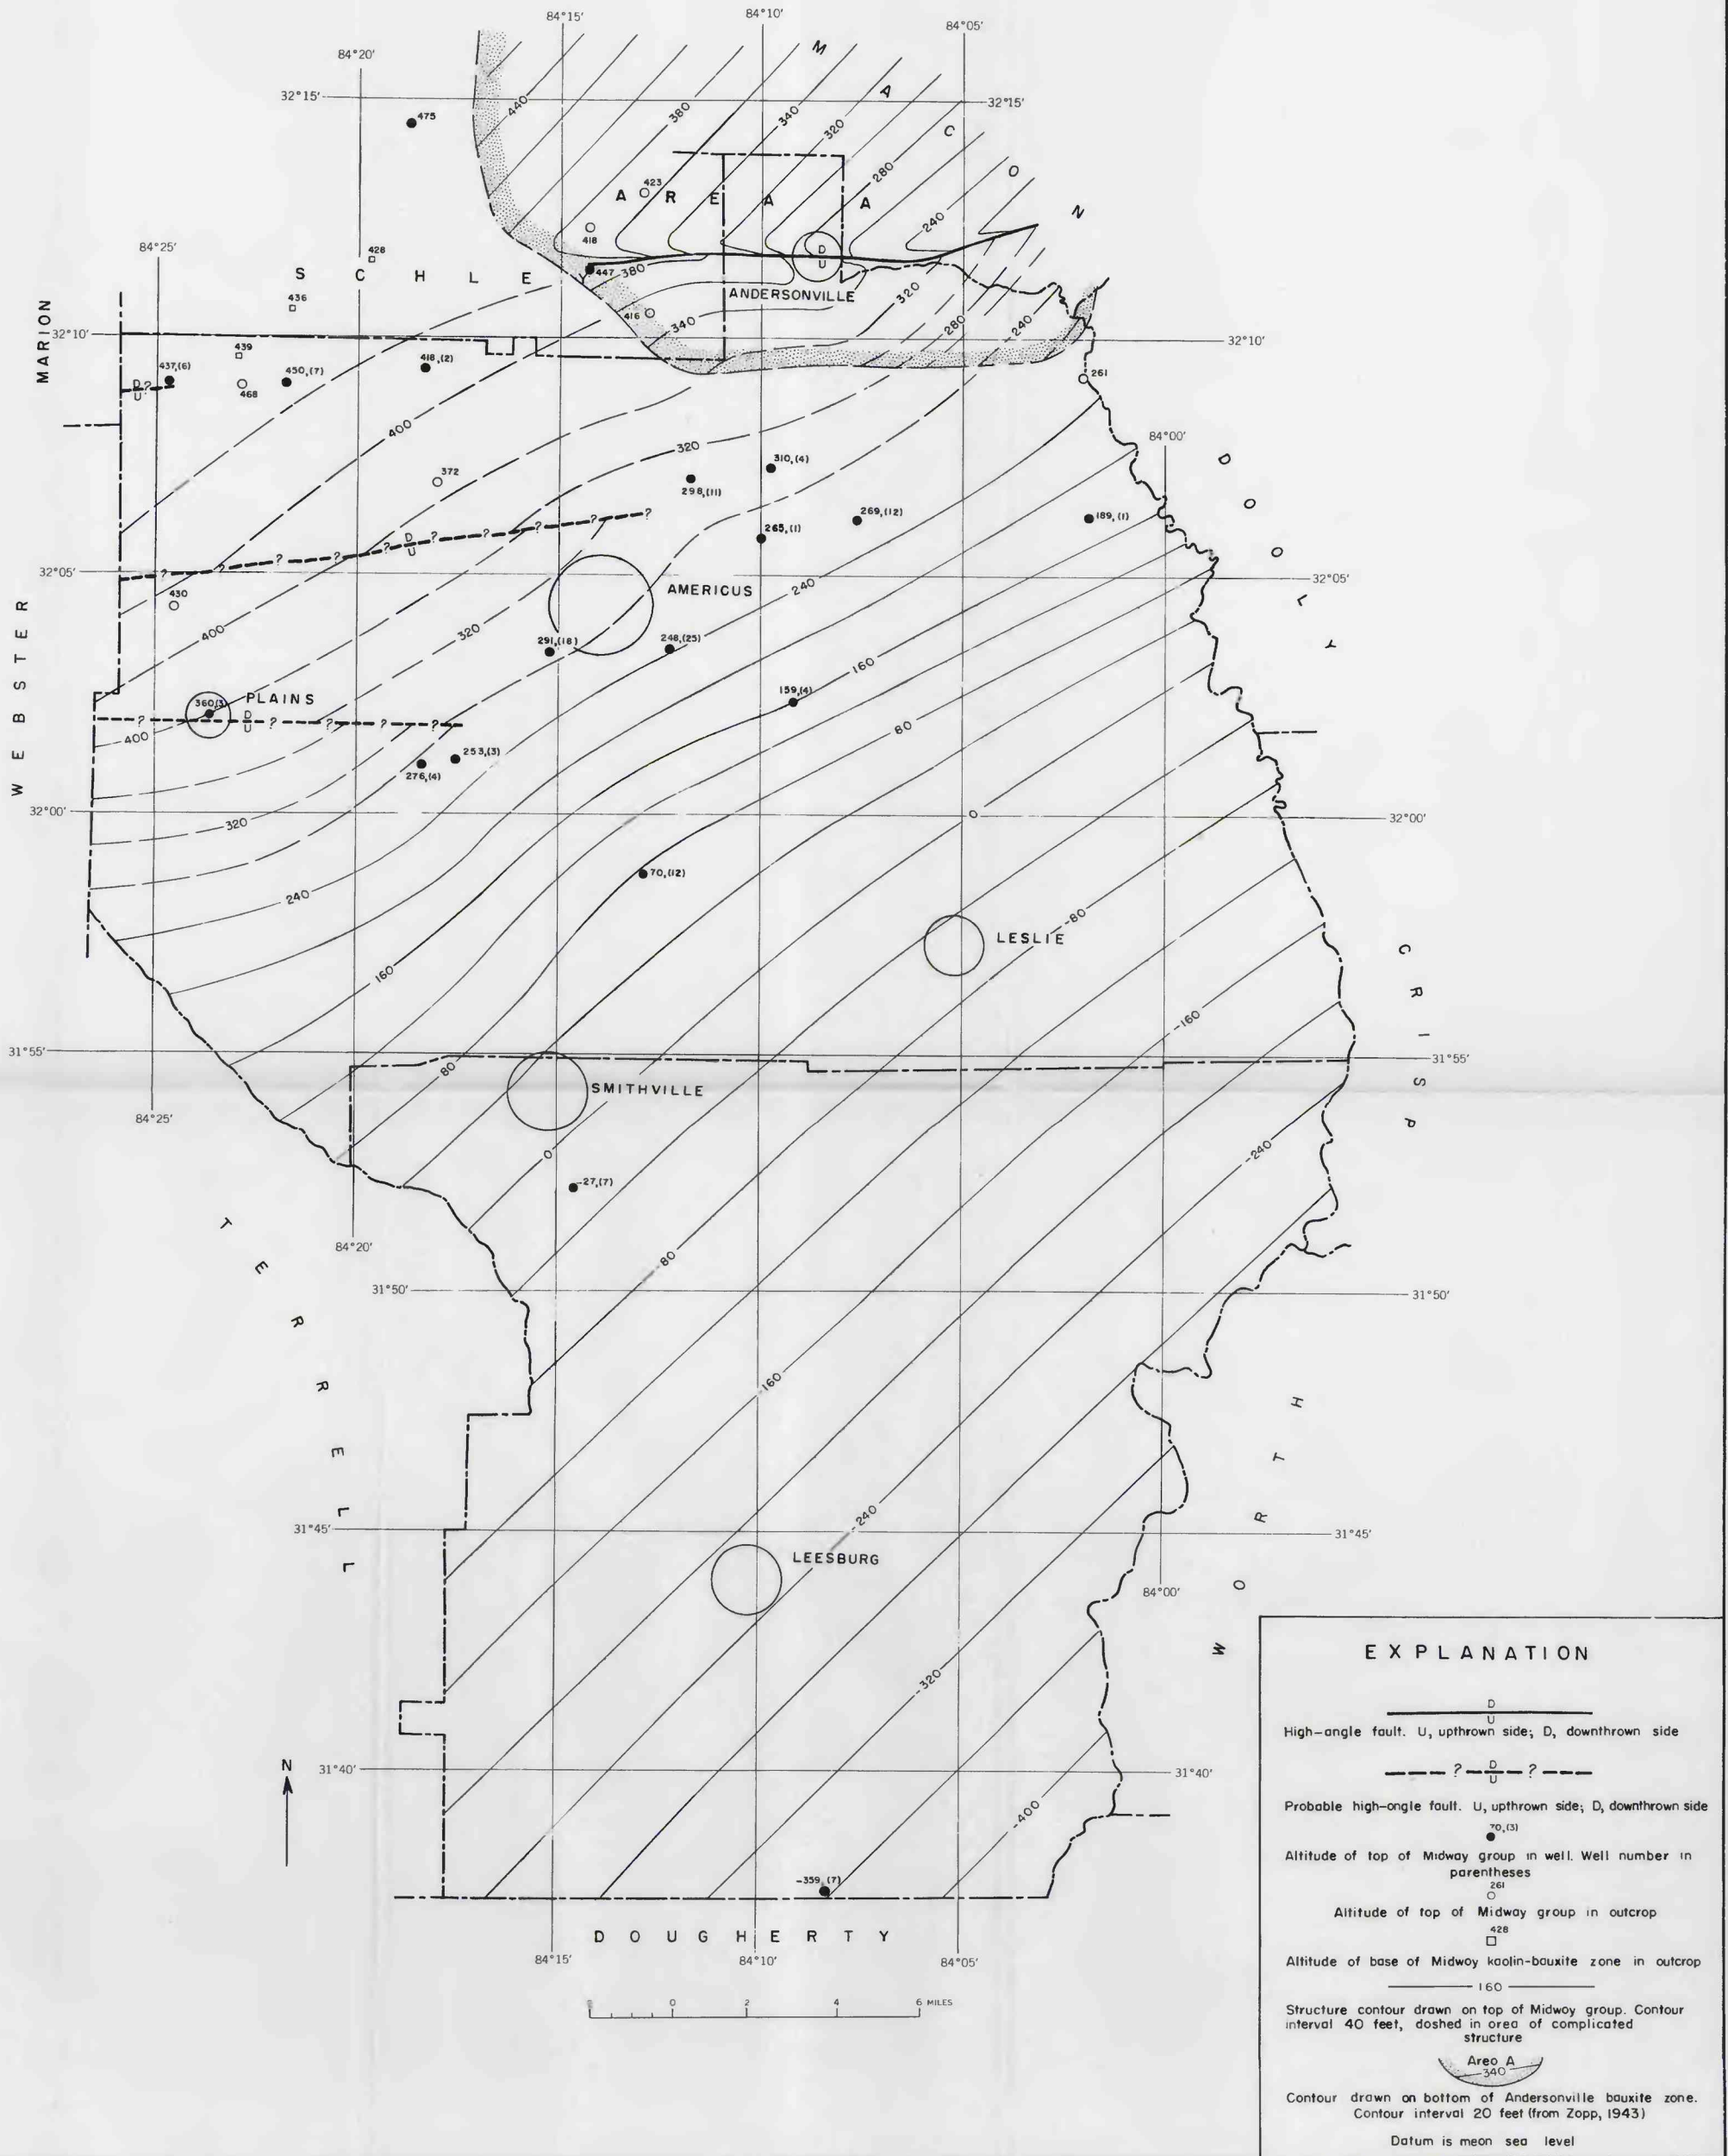 84°15'
84°10'
84°05'
84°20'
M
A
C
O
N
32°15'
32°15'
440
380
340
320
280
240
475
423
A R E A A
418
84°25'
428
S C H L E Y
447
380
D
U
ANDERSONVILLE
436
416
340
320
280
240
MARION
32°10'
32°10'
439
437,(6)
D ?
U
468
450,(7)
418,(2)
261
400
84°00'
320
372
310,(4)
298,(11)
269,(12)
265,(1)
189,(1)
D
O
O
L
Y
? ? ? ? D ? ? ? ? ?
U
32°05'
32°05'
AMERICUS
240
430
WEBSTER
400
320
291,(18)
248,(25)
160
PLAINS
360(3)
159,(4)
? D ? ? ? ?
U
400
80
253,(3)
276,(4)
32°00'
0
32°00'
320
70,(12)
240
-80
LESLIE
160
C
R
I
S
P
-160
31°55'
31°55'
80
SMITHVILLE
84°25'
-240
0
-27,(7)
T
E
R
R
E
L
L
84°20'
-80
31°50'
31°50'
-160
W
O
R
T
H
-240
31°45'
31°45'
LEESBURG
84°00'
-320
N
31°40'
31°40'
-400
-359,(7)
D O U G H E R T Y
84°15'
84°10'
84°05'
0 2 4 6 MILES
EXPLANATION
D
U
High-angle fault. U, upthrown side; D, downthrown side
? D ?
U
Probable high-angle fault. U, upthrown side; D, downthrown side
70,(3)
Altitude of top of Midway group in well. Well number in
parentheses
261
Altitude of top of Midway group in outcrop
428
Altitude of base of Midway kaolin-bauxite zone in outcrop
160
Structure contour drawn on top of Midway group. Contour
interval 40 feet, dashed in area of complicated
structure
Area A
340
Contour drawn on bottom of Andersonville bauxite zone.
Contour interval 20 feet (from Zapp, 1943)
Datum is mean sea level